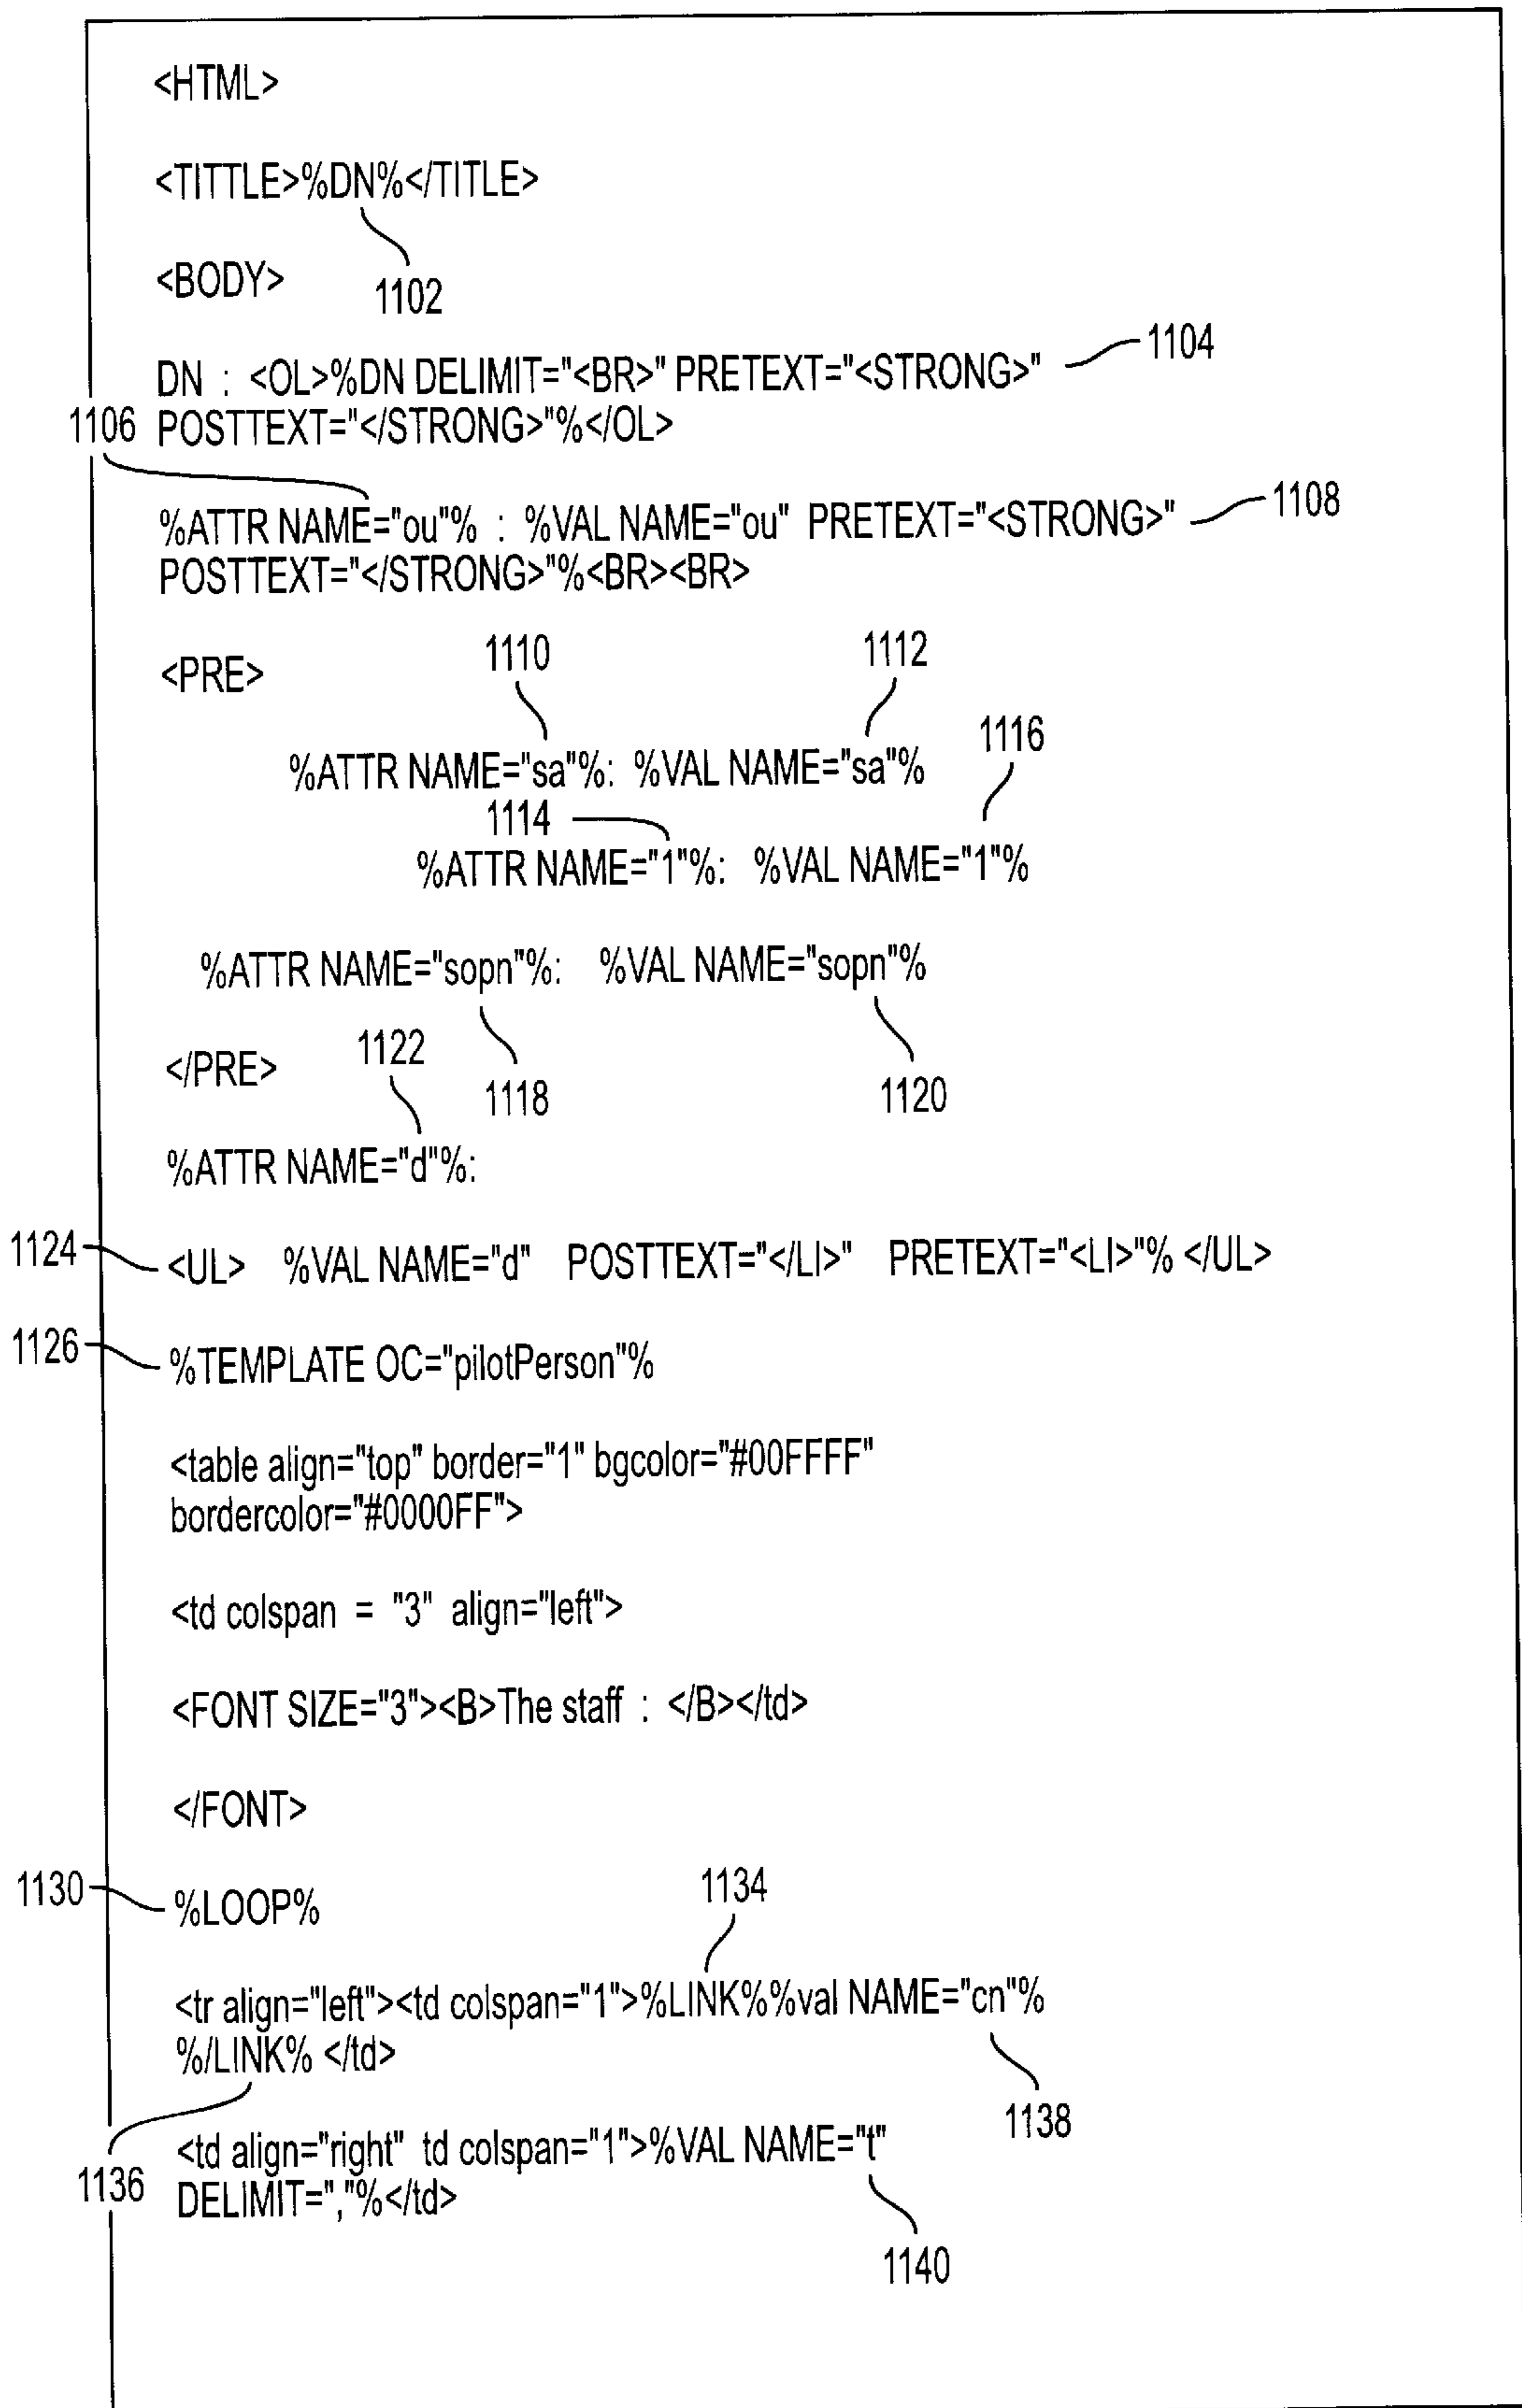 <HTML>
<TITTLE>%DN%</TITLE>
1102
<BODY>
1104
DN : <OL>%DN DELIMIT="<BR>" PRETEXT="<STRONG>"
1106
POSTTEXT="</STRONG>"%</OL>
1108
%ATTR NAME="ou"% : %VAL NAME="ou" PRETEXT="<STRONG>"
POSTTEXT="</STRONG>"%<BR><BR>
1110
1112
<PRE>
1116
%ATTR NAME="sa"%: %VAL NAME="sa"%
1114
%ATTR NAME="1"%: %VAL NAME="1"%
%ATTR NAME="sopn"%: %VAL NAME="sopn"%
1122
</PRE>
1118
1120
%ATTR NAME="d"%:
1124
<UL> %VAL NAME="d" POSTTEXT="</LI>" PRETEXT="<LI>"% </UL>
1126
%TEMPLATE OC="pilotPerson"%
<table align="top" border="1" bgcolor="#00FFFF"
bordercolor="#0000FF">
<td colspan = "3" align="left">
<FONT SIZE="3"><B>The staff : </B></td>
</FONT>
1130
%LOOP%
1134
<tr align="left"><td colspan="1">%LINK%%val NAME="cn"%
%/LINK% </td>
1138
<td align="right" td colspan="1">%VAL NAME="t"
1136
DELIMIT=","%</td>
1140